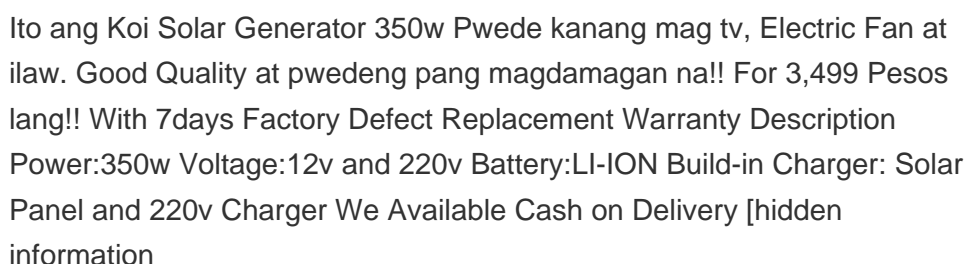 Ito ang Koi Solar Generator 350w Pwede kanang mag tv, Electric Fan at
ilaw. Good Quality at pwedeng pang magdamagan na!! For 3,499 Pesos
lang!! With 7days Factory Defect Replacement Warranty Description
Power:350w Voltage:12v and 220v Battery:LI-ION Build-in Charger: Solar
Panel and 220v Charger We Available Cash on Delivery [hidden
information